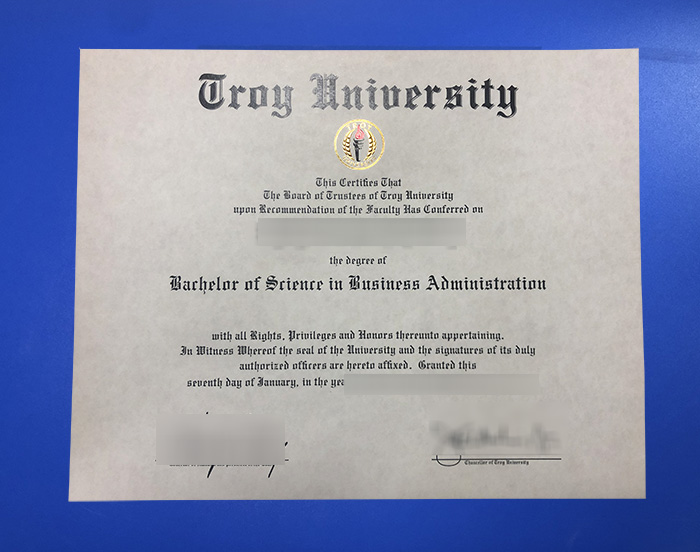 Troy University
TROY
This Certifies That
The Board of Trustees of Troy University
upon Recommendation of the Faculty Has Conferred on
the degree of
Bachelor of Science in Business Administration
with all Rights, Privileges and Honors thereunto appertaining.
In Witness Whereof the seal of the University and the signatures of its duly
authorized officers are hereto affixed. Granted this
seventh day of January, in the year
Chancellor of Troy University